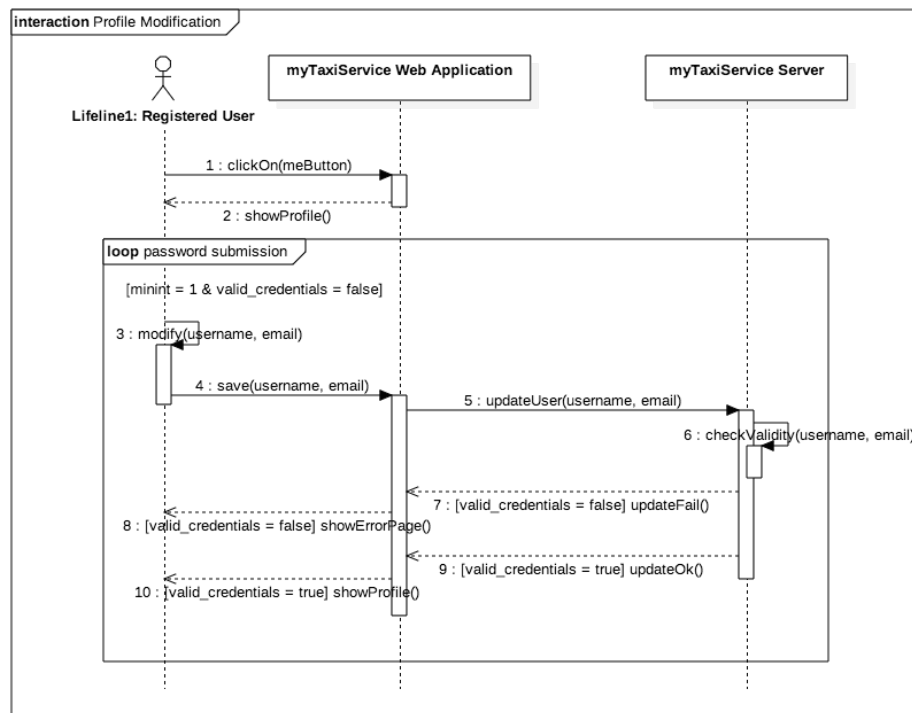 interaction Profile Modification
myTaxiService Web Application
myTaxiService Server
Lifeline1: Registered User
1 : clickOn(meButton)
2 : showProfile()
loop password submission
[minint = 1 & valid_credentials = false]
3 : modify(username, email)
4 : save(username, email)
5 : updateUser(username, email)
6 : checkValidity(username, email)
7 : [valid_credentials = false] updateFail()
8 : [valid_credentials = false] showErrorPage()
9 : [valid_credentials = true] updateOk()
10 : [valid_credentials = true] showProfile()